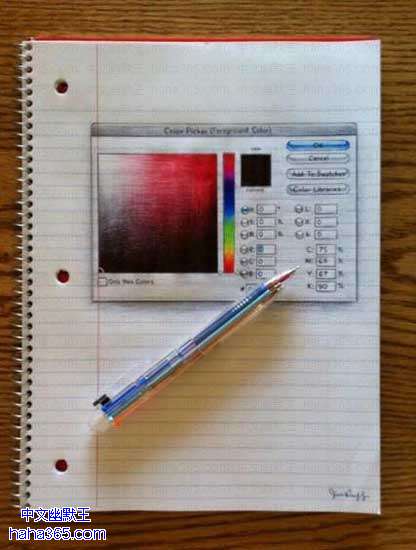 Color Picker (Foreground Color)
OK
Cancel
Add To Swatches
Color Libraries
new
current
H: 0 °
S: 0 %
B: 0 %
R: 0
G: 0
B: 0
L: 0
a: 0
b: 0
C: 75 %
M: 68 %
Y: 67 %
K: 90 %
#
Only Web Colors
中文幽默王
haha365.com